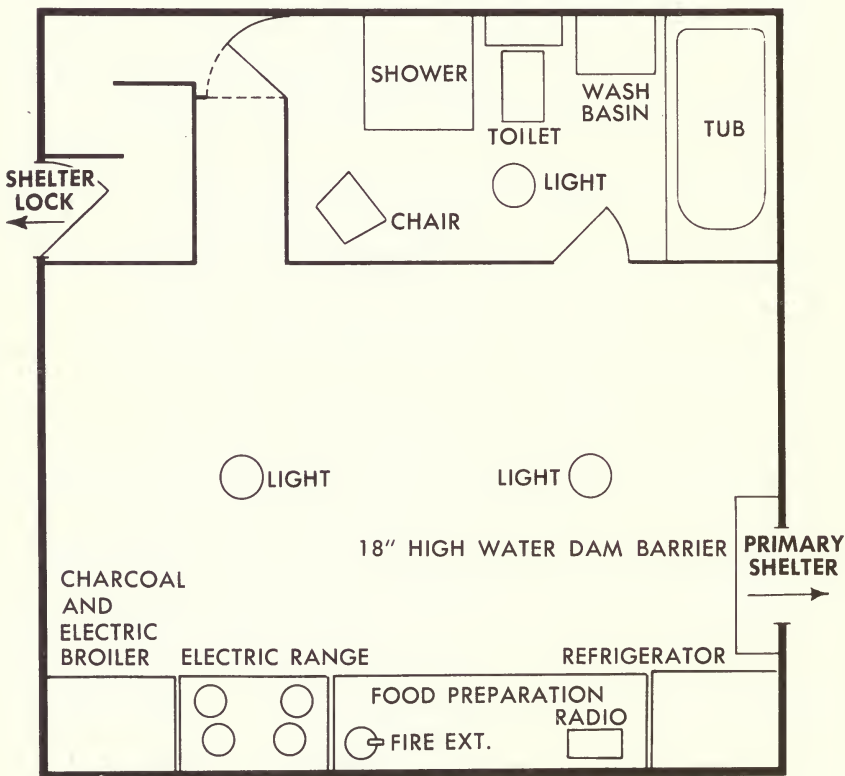 SHOWER
TOILET
WASH
BASIN
TUB
SHELTER
LOCK
LIGHT
CHAIR
LIGHT
LIGHT
18" HIGH WATER DAM BARRIER
PRIMARY
SHELTER
CHARCOAL
AND
ELECTRIC
BROILER
ELECTRIC RANGE
REFRIGERATOR
FOOD PREPARATION
RADIO
FIRE EXT.